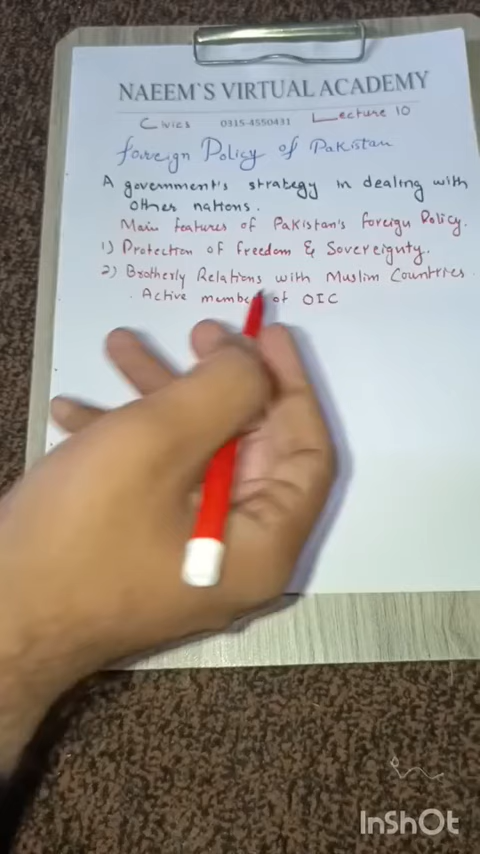 NAEEM`S VIRTUAL ACADEMY
Civics 0315-4550431 Lecture 10
Foreign Policy of Pakistan
A government's strategy in dealing with
other nations.
Main features of Pakistan's Foreign Policy.
1) Protection of freedom & Sovereignty.
2) Brotherly Relations with Muslim Countries.
. Active member of OIC
InShOt